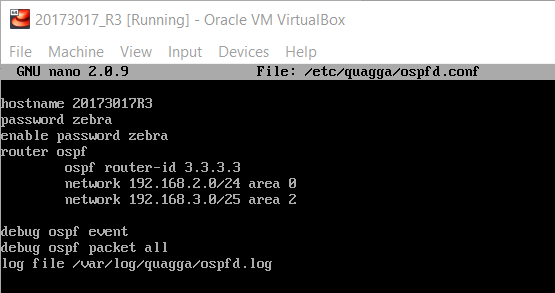 20173017_R3 [Running] - Oracle VM VirtualBox
File Machine View Input Devices Help
GNU nano 2.0.9 File: /etc/quagga/ospfd.conf
hostname 20173017R3
password zebra
enable password zebra
router ospf
ospf router-id 3.3.3.3
network 192.168.2.0/24 area 0
network 192.168.3.0/25 area 2
debug ospf event
debug ospf packet all
log file /var/log/quagga/ospfd.log